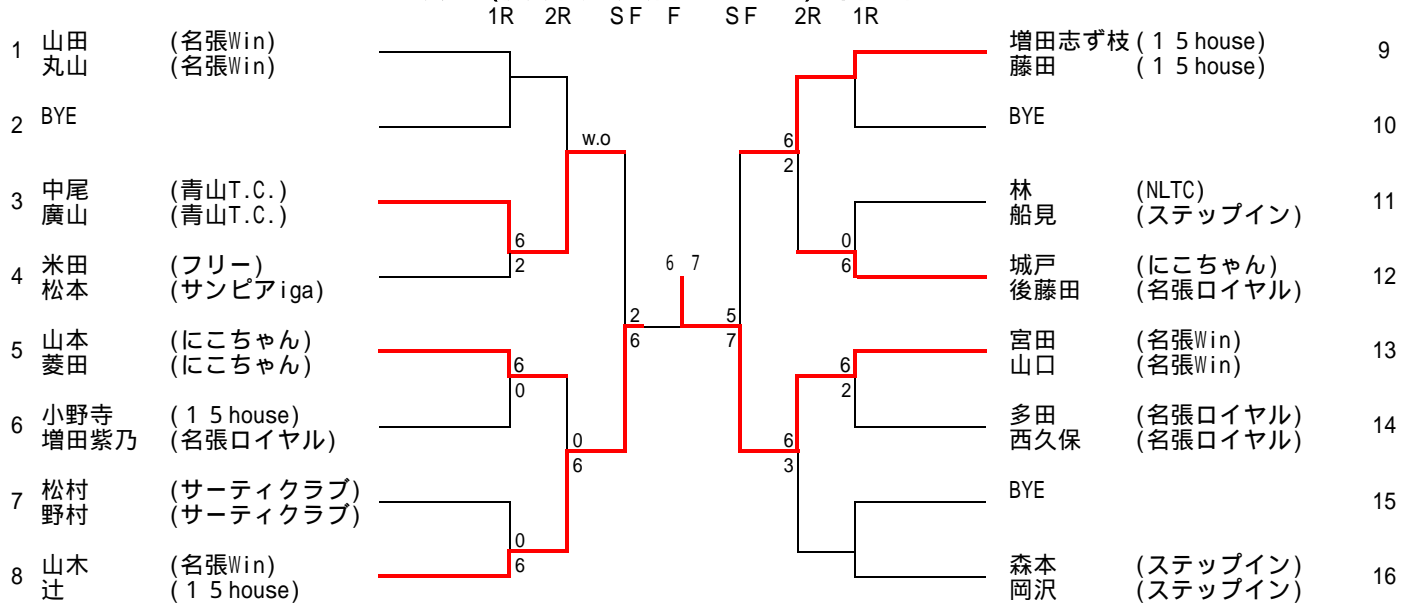 1R 2R SF F SF 2R 1R
1 山田 (名張Win)
丸山 (名張Win)
2 BYE
w.o
3 中尾 (青山T.C.)
廣山 (青山T.C.)
6
2
4 米田 (フリー)
松本 (サンピアiga)
5 山本 (にこちゃん)
菱田 (にこちゃん)
6
0
6 小野寺 (15house)
増田紫乃 (名張ロイヤル)
0
6
7 松村 (サーティクラブ)
野村 (サーティクラブ)
0
6
8 山木 (名張Win)
辻 (15house)
2
6
6 7
5
7
増田志ず枝 (15house) 9
藤田 (15house)
BYE 10
6
2
林 (NLTC) 11
船見 (ステップイン)
0
6
城戸 (にこちゃん) 12
後藤田 (名張ロイヤル)
宮田 (名張Win) 13
山口 (名張Win)
6
2
多田 (名張ロイヤル) 14
西久保 (名張ロイヤル)
6
3
BYE 15
森本 (ステップイン) 16
岡沢 (ステップイン)